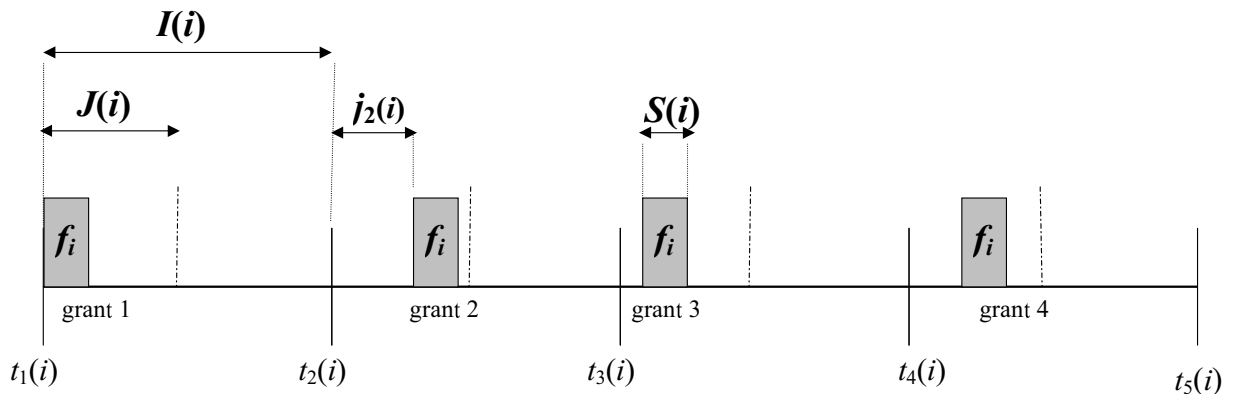 I(i)
J(i)
j₂(i)
S(i)
fᵢ
fᵢ
fᵢ
fᵢ
grant 1
grant 2
grant 3
grant 4
t₁(i)
t₂(i)
t₃(i)
t₄(i)
t₅(i)